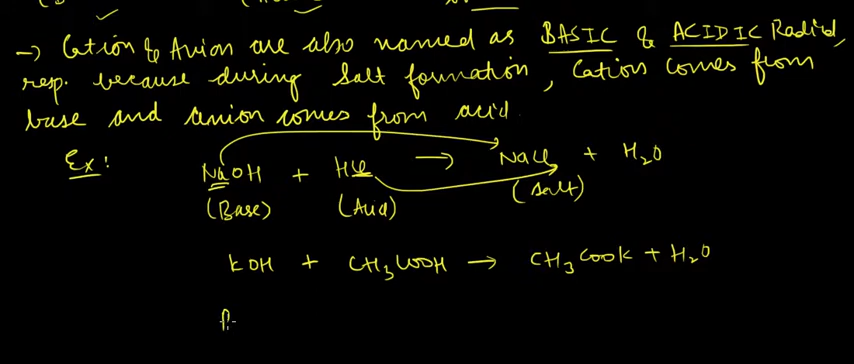 → Cation & Anion are also named as BASIC & ACIDIC Radical,
resp. because during Salt formation, Cation comes from
base and anion comes from acid.
Ex: NaOH + HCl → NaCl + H₂O
(Base) (Acid) (Salt)
KOH + CH₃COOH → CH₃COOK + H₂O